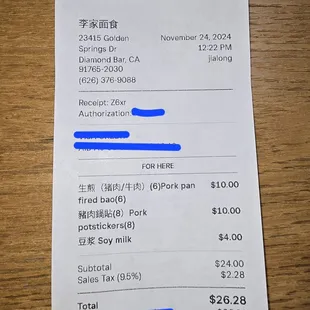 李家面食
23415 Golden
Springs Dr
Diamond Bar, CA
91765-2030
(626) 376-9088
November 24, 2024
12:22 PM
jialong
Receipt: Z6xr
Authorization:
FOR HERE
生煎（豬肉/牛肉）(6)Pork pan fired bao(6) $10.00
豬肉鍋貼(8) Pork potstickers(8) $10.00
豆浆 Soy milk $4.00
Subtotal $24.00
Sales Tax (9.5%) $2.28
Total $26.28